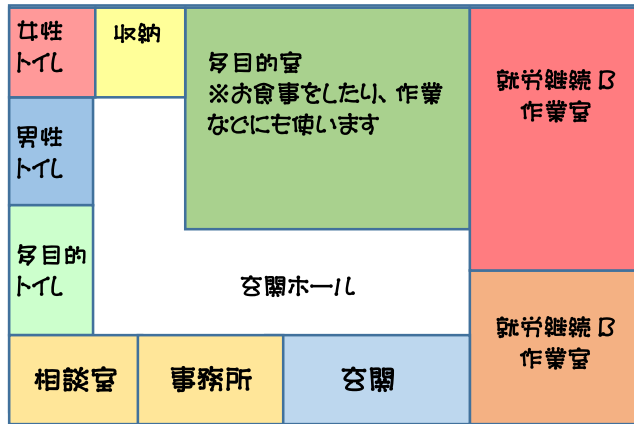 女性
トイレ
収納
多目的室
※お食事をしたり、作業
などにも使います
就労継続B
作業室
男性
トイレ
多目的
トイレ
玄関ホール
就労継続B
作業室
相談室
事務所
玄関